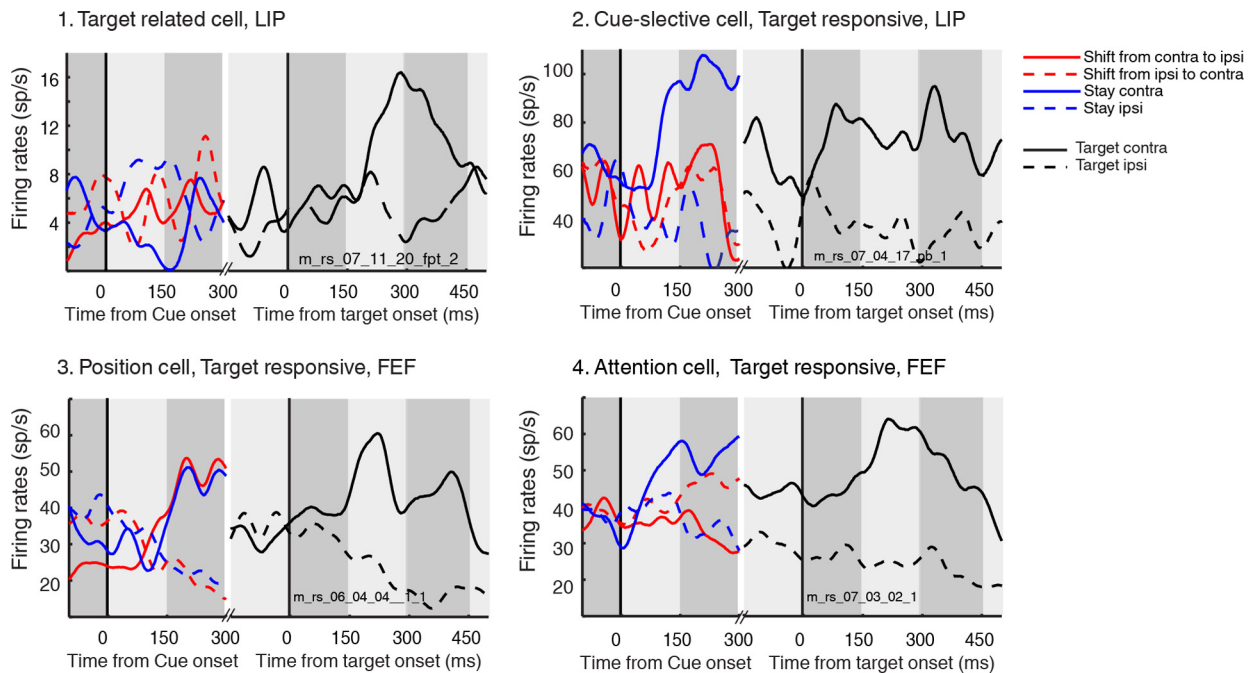 1. Target related cell, LIP
Firing rates (sp/s)
16
12
8
4
m_rs_07_11_20_fpt_2
0 150 300 0 150 300 450
Time from Cue onset Time from target onset (ms)
2. Cue-slective cell, Target responsive, LIP
Firing rates (sp/s)
100
80
60
40
m_rs_07_04_17_pb_1
0 150 300 0 150 300 450
Time from Cue onset Time from target onset (ms)
Shift from contra to ipsi
Shift from ipsi to contra
Stay contra
Stay ipsi
Target contra
Target ipsi
3. Position cell, Target responsive, FEF
Firing rates (sp/s)
60
50
40
30
20
m_rs_06_04_04__1_1
0 150 300 0 150 300 450
Time from Cue onset Time from target onset (ms)
4. Attention cell, Target responsive, FEF
Firing rates (sp/s)
60
50
40
30
20
m_rs_07_03_02_1
0 150 300 0 150 300 450
Time from Cue onset Time from target onset (ms)